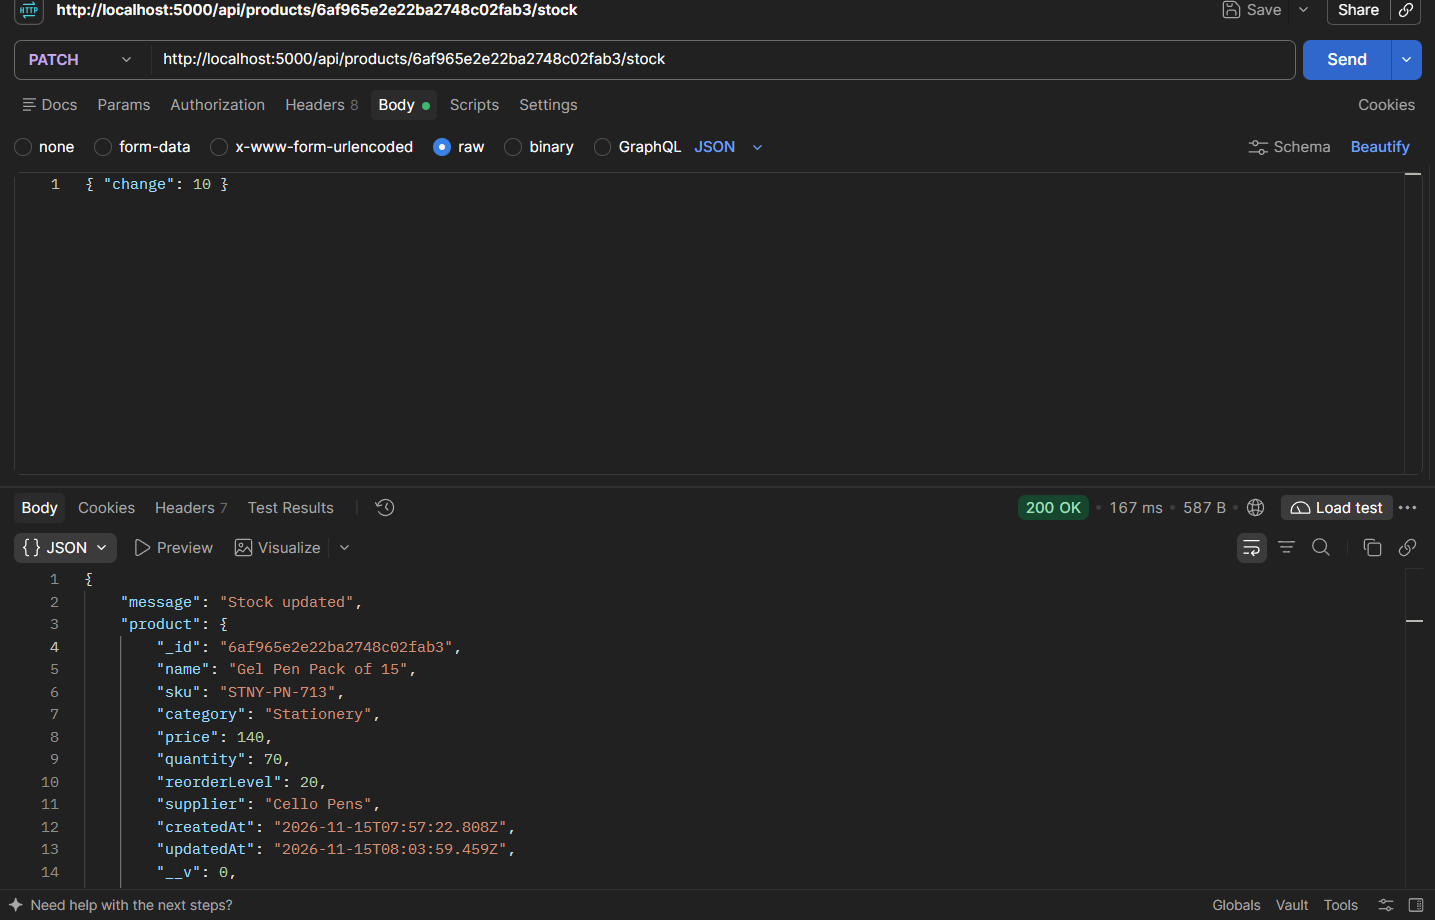 HTTP http://localhost:5000/api/products/6af965e2e22ba2748c02fab3/stock Save Share
PATCH http://localhost:5000/api/products/6af965e2e22ba2748c02fab3/stock Send
Docs Params Authorization Headers 8 Body Scripts Settings Cookies
none form-data x-www-form-urlencoded raw binary GraphQL JSON Schema Beautify
1 { "change": 10 }
Body Cookies Headers 7 Test Results 200 OK • 167 ms • 587 B • Load test
{} JSON Preview Visualize
1 {
2 "message": "Stock updated",
3 "product": {
4 "_id": "6af965e2e22ba2748c02fab3",
5 "name": "Gel Pen Pack of 15",
6 "sku": "STNY-PN-713",
7 "category": "Stationery",
8 "price": 140,
9 "quantity": 70,
10 "reorderLevel": 20,
11 "supplier": "Cello Pens",
12 "createdAt": "2026-11-15T07:57:22.808Z",
13 "updatedAt": "2026-11-15T08:03:59.459Z",
14 "__v": 0,
Need help with the next steps? Globals Vault Tools